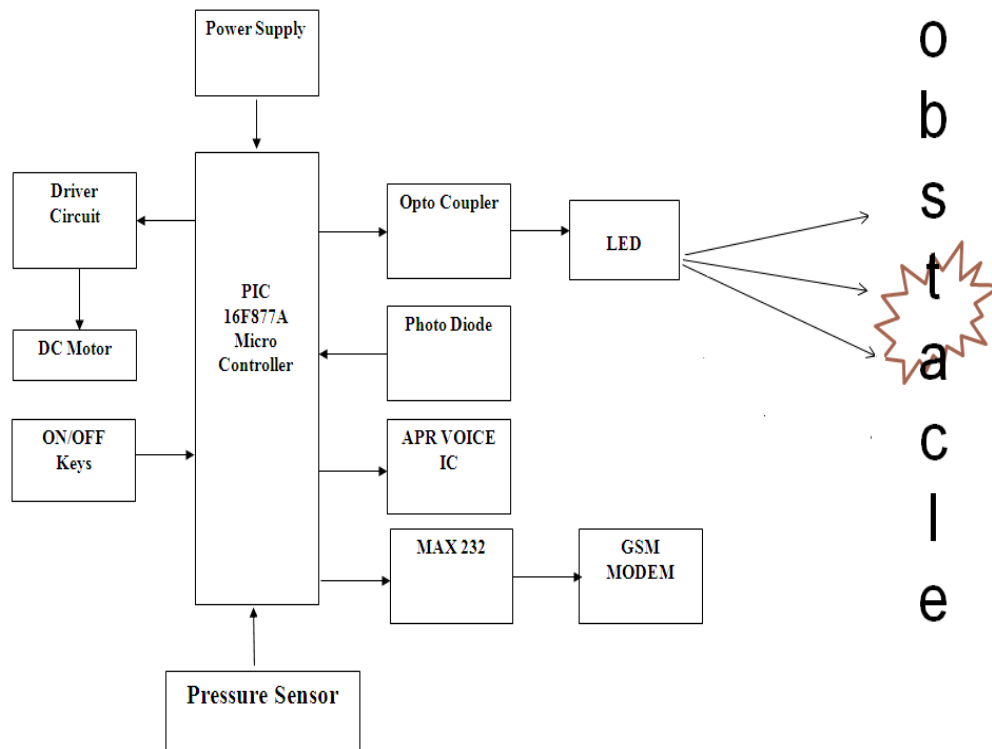 Power Supply
Driver
Circuit
DC Motor
ON/OFF
Keys
PIC
16F877A
Micro
Controller
Opto Coupler
LED
Photo Diode
APR VOICE
IC
MAX 232
GSM
MODEM
Pressure Sensor
o
b
s
t
a
c
l
e